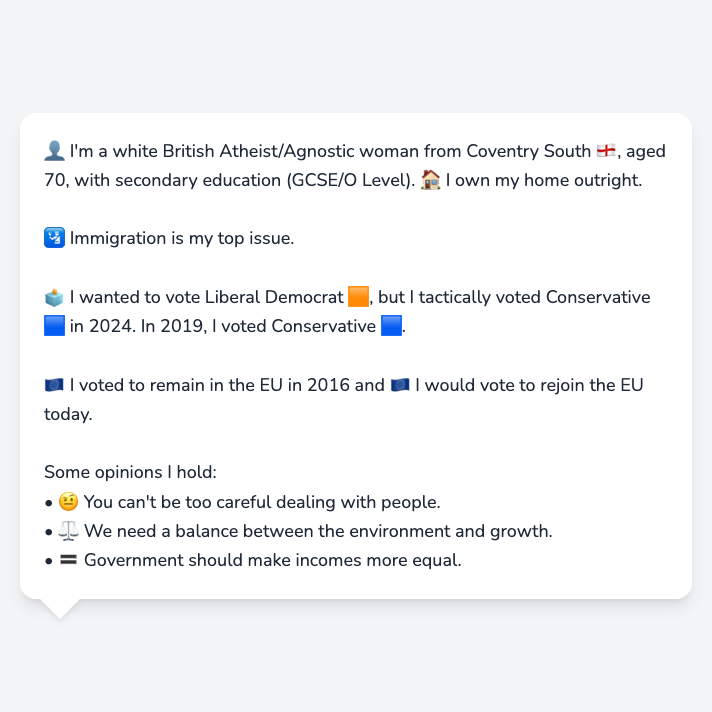 👤 I'm a white British Atheist/Agnostic woman from Coventry South 🏴󠁧󠁢󠁥󠁮󠁧󠁿, aged
70, with secondary education (GCSE/O Level). 🏠 I own my home outright.
🛂 Immigration is my top issue.
🗳️ I wanted to vote Liberal Democrat 🟧, but I tactically voted Conservative
🟦 in 2024. In 2019, I voted Conservative 🟦.
🇪🇺 I voted to remain in the EU in 2016 and 🇪🇺 I would vote to rejoin the EU
today.
Some opinions I hold:
• 🤨 You can't be too careful dealing with people.
• ⚖️ We need a balance between the environment and growth.
• 🟰 Government should make incomes more equal.